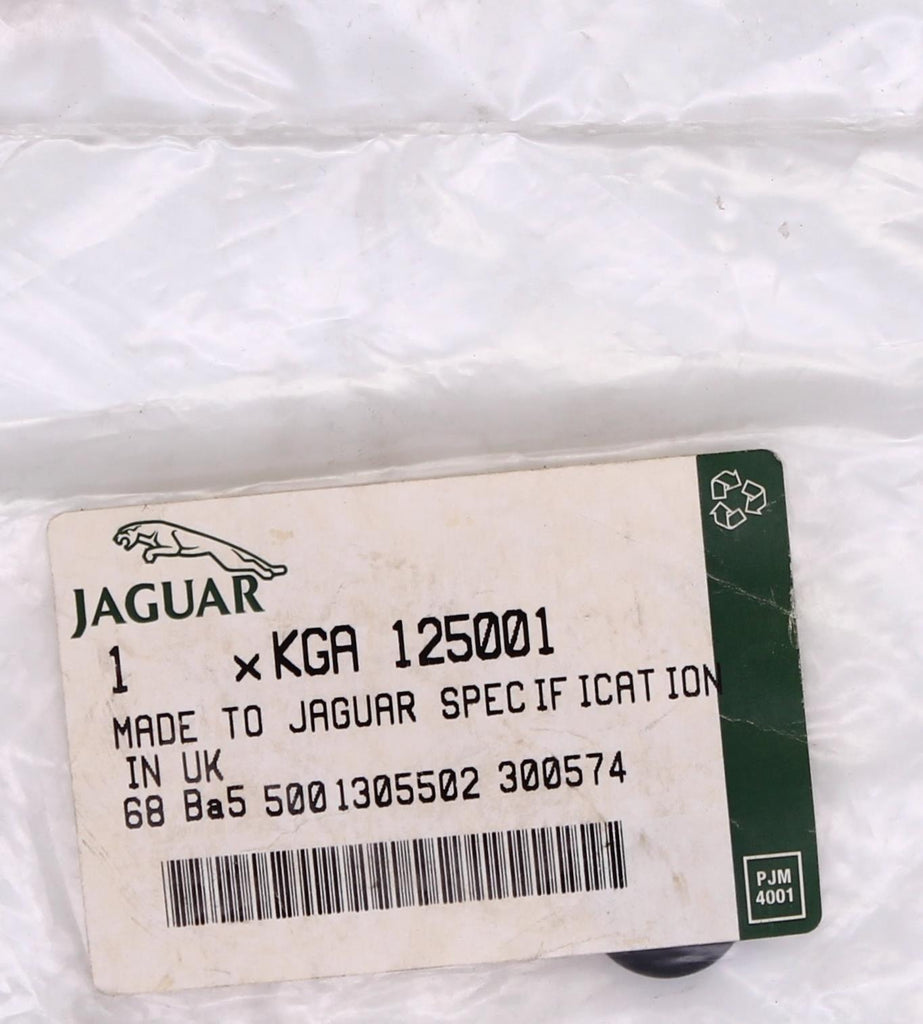 JAGUAR
1 x KGA 125001
MADE TO JAGUAR SPECIFICATION
IN UK
68 Ba5 5001305502 300574
PJM
4001